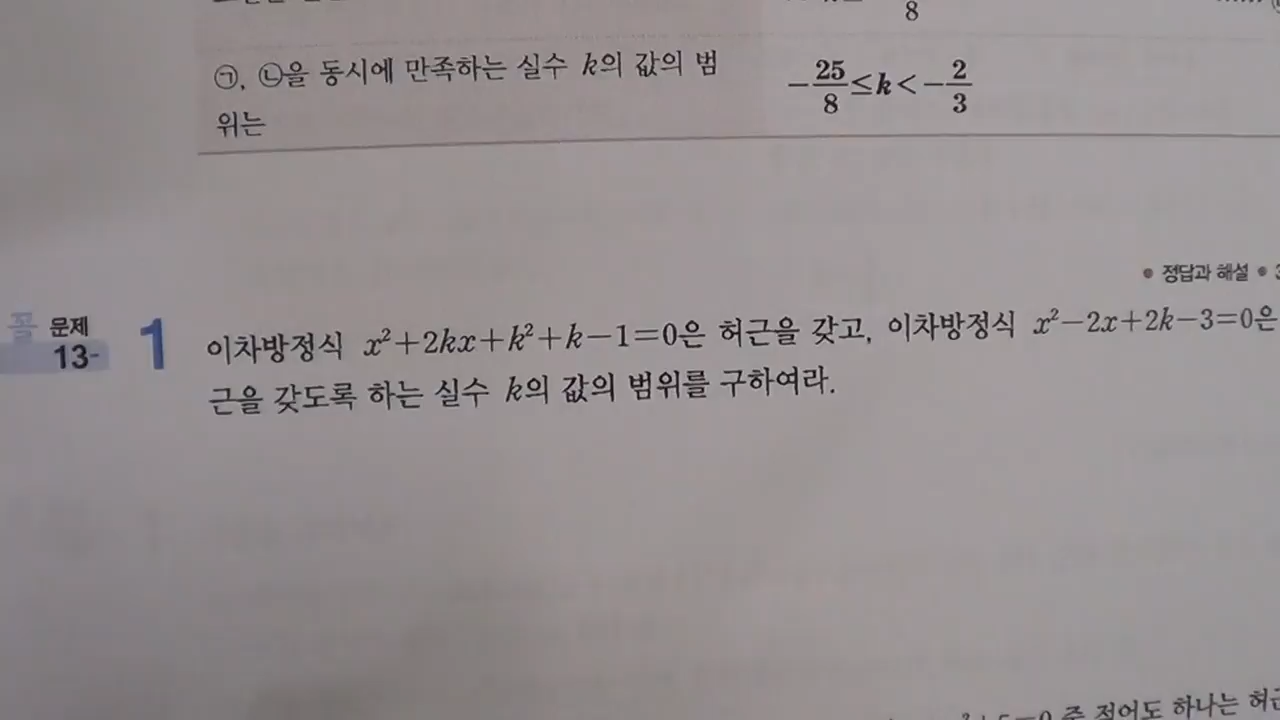 8
㉠, ㉡을 동시에 만족하는 실수 k의 값의 범
위는
-25/8≤k<-2/3
• 정답과 해설 • 3
꼴 문제
13- 1
이차방정식 x²+2kx+k²+k-1=0은 허근을 갖고, 이차방정식 x²-2x+2k-3=0은
근을 갖도록 하는 실수 k의 값의 범위를 구하여라.
중 적어도 하나는 허근